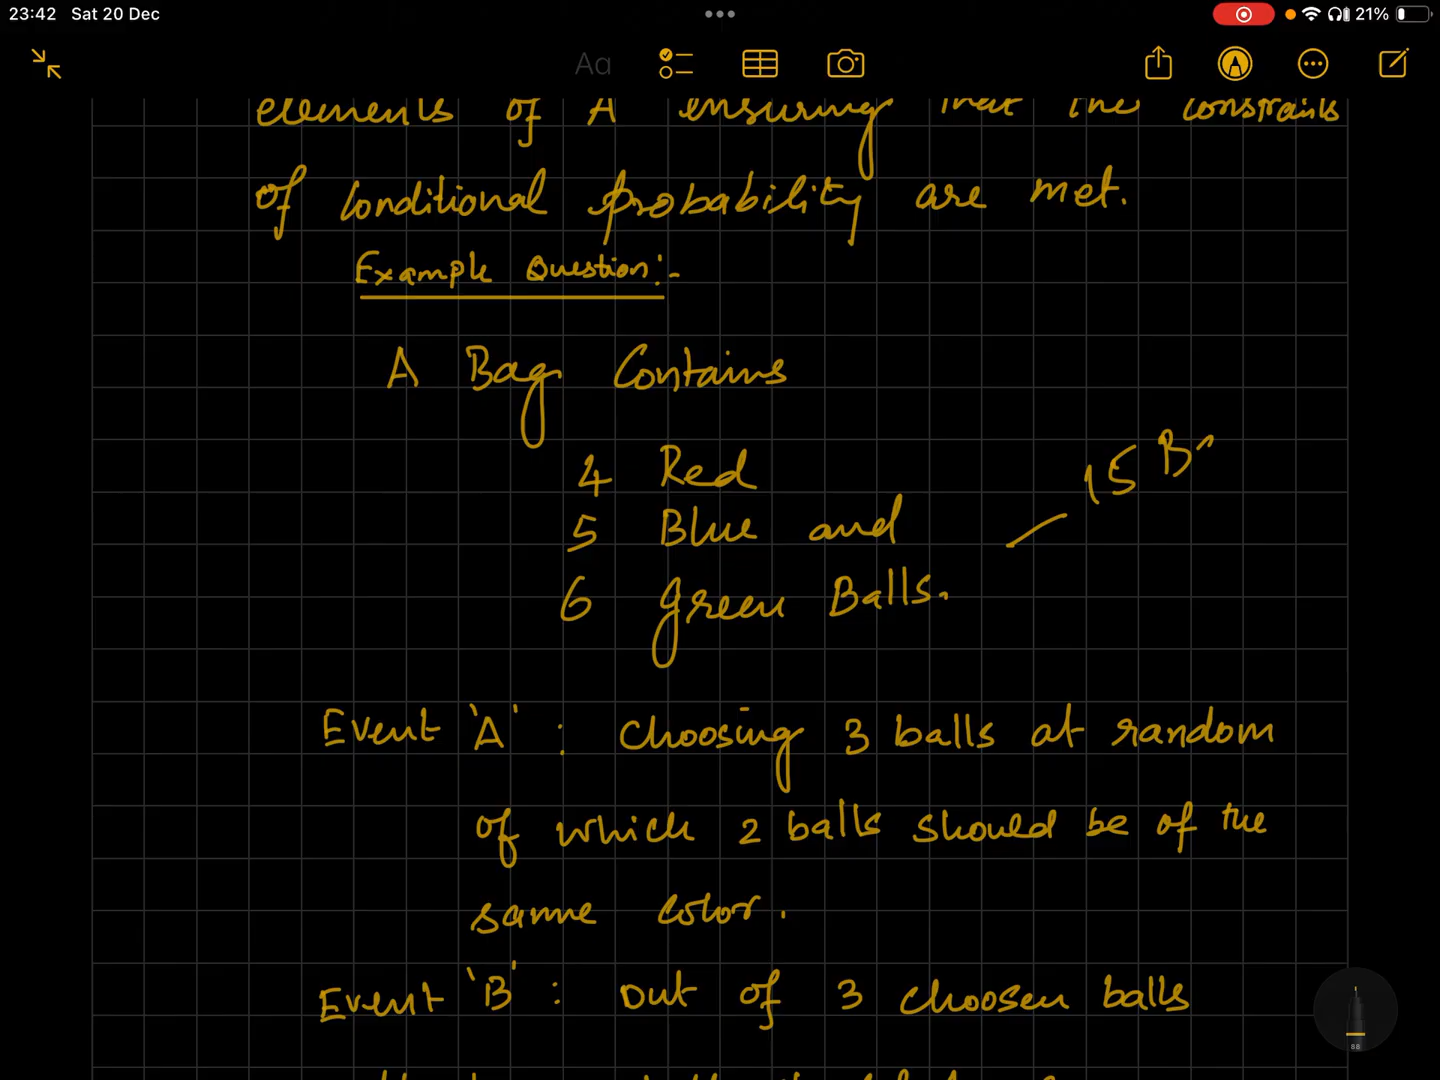 23:42 Sat 20 Dec
21%
Aa
elements of A ensuring that the constraints
of conditional probability are met.
Example Question:-
A Bag Contains
4 Red
5 Blue and
15 B
6 green Balls.
Event 'A' : choosing 3 balls at random
of which 2 balls should be of the
same color.
Event 'B' : out of 3 choosen balls